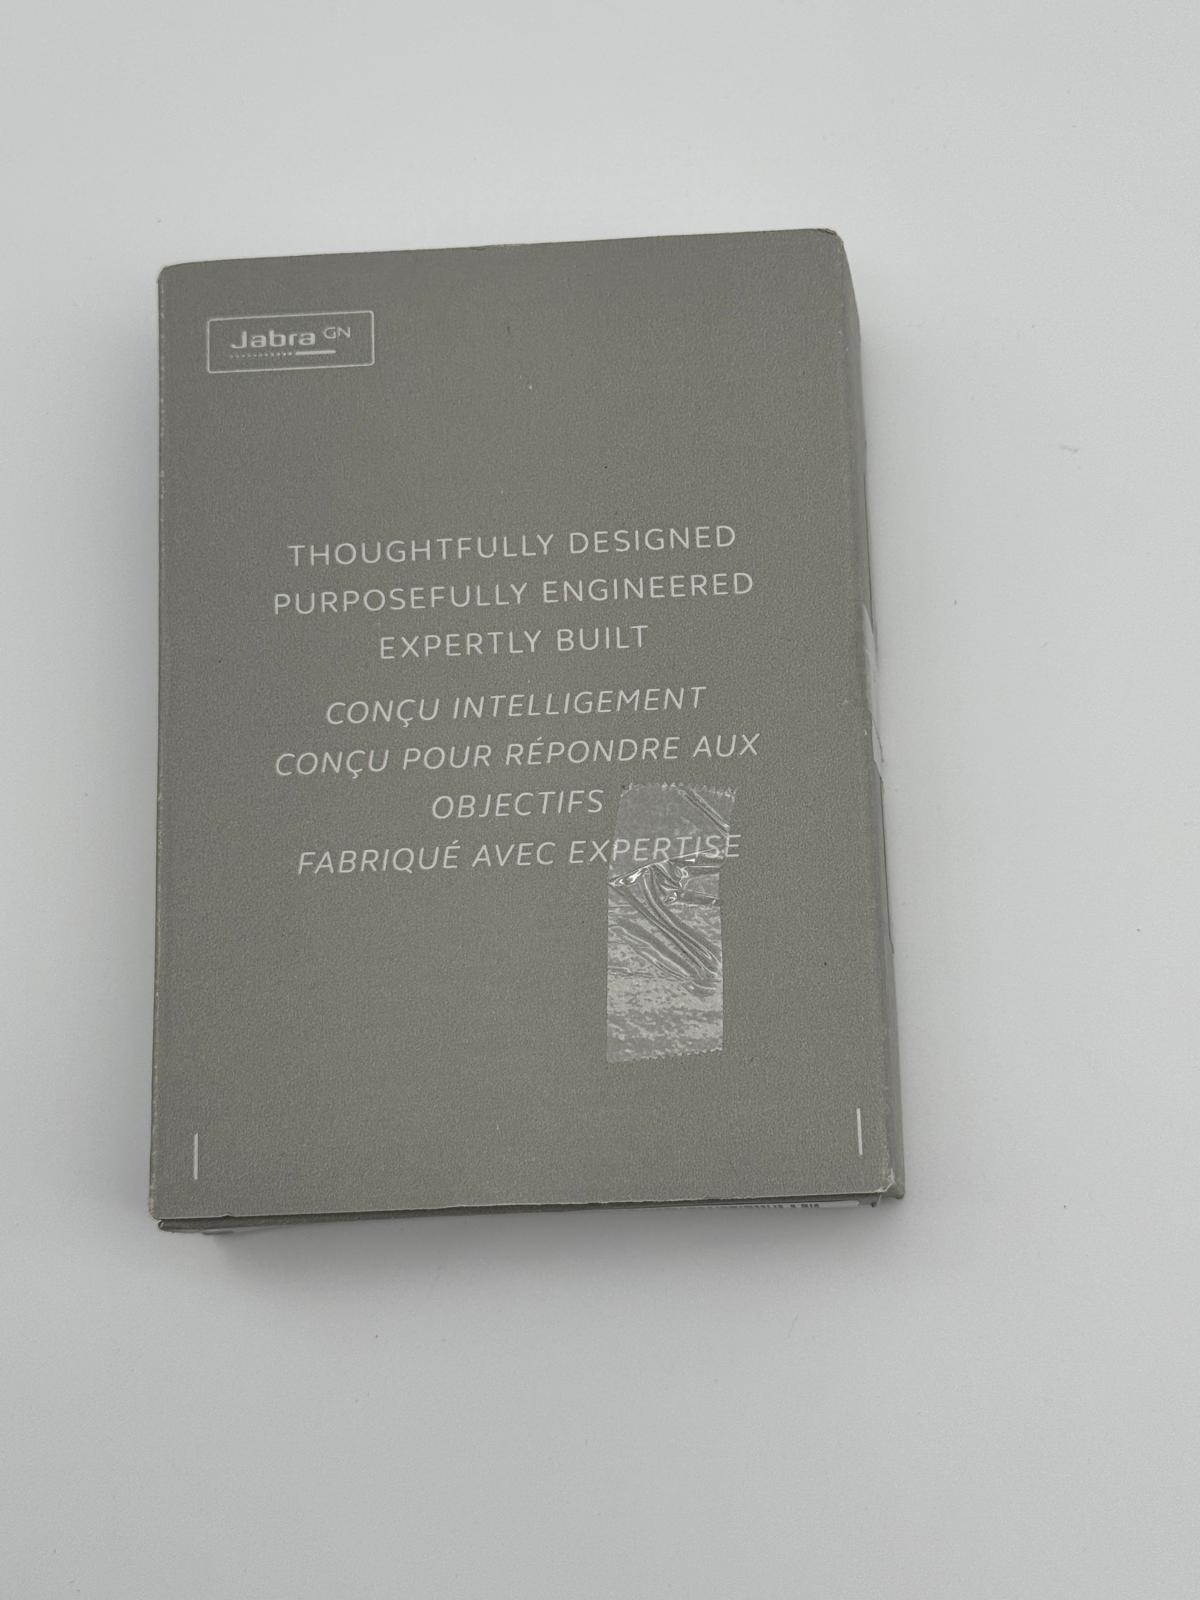 Jabra GN
THOUGHTFULLY DESIGNED
PURPOSEFULLY ENGINEERED
EXPERTLY BUILT
CONÇU INTELLIGEMENT
CONÇU POUR RÉPONDRE AUX
OBJECTIFS
FABRIQUÉ AVEC EXPERTISE